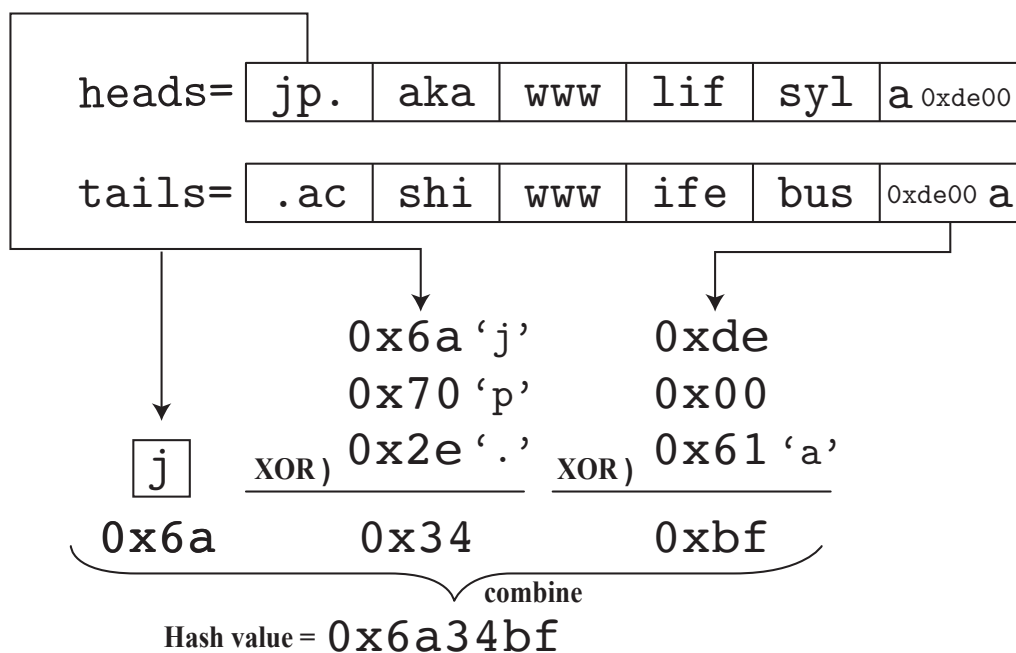 heads= jp. aka www lif syl a 0xde00
tails= .ac shi www ife bus 0xde00 a
0x6a ‘j’ 0xde
0x70 ‘p’ 0x00
j XOR) 0x2e ‘.’ XOR) 0x61 ‘a’
0x6a 0x34 0xbf
combine
Hash value = 0x6a34bf